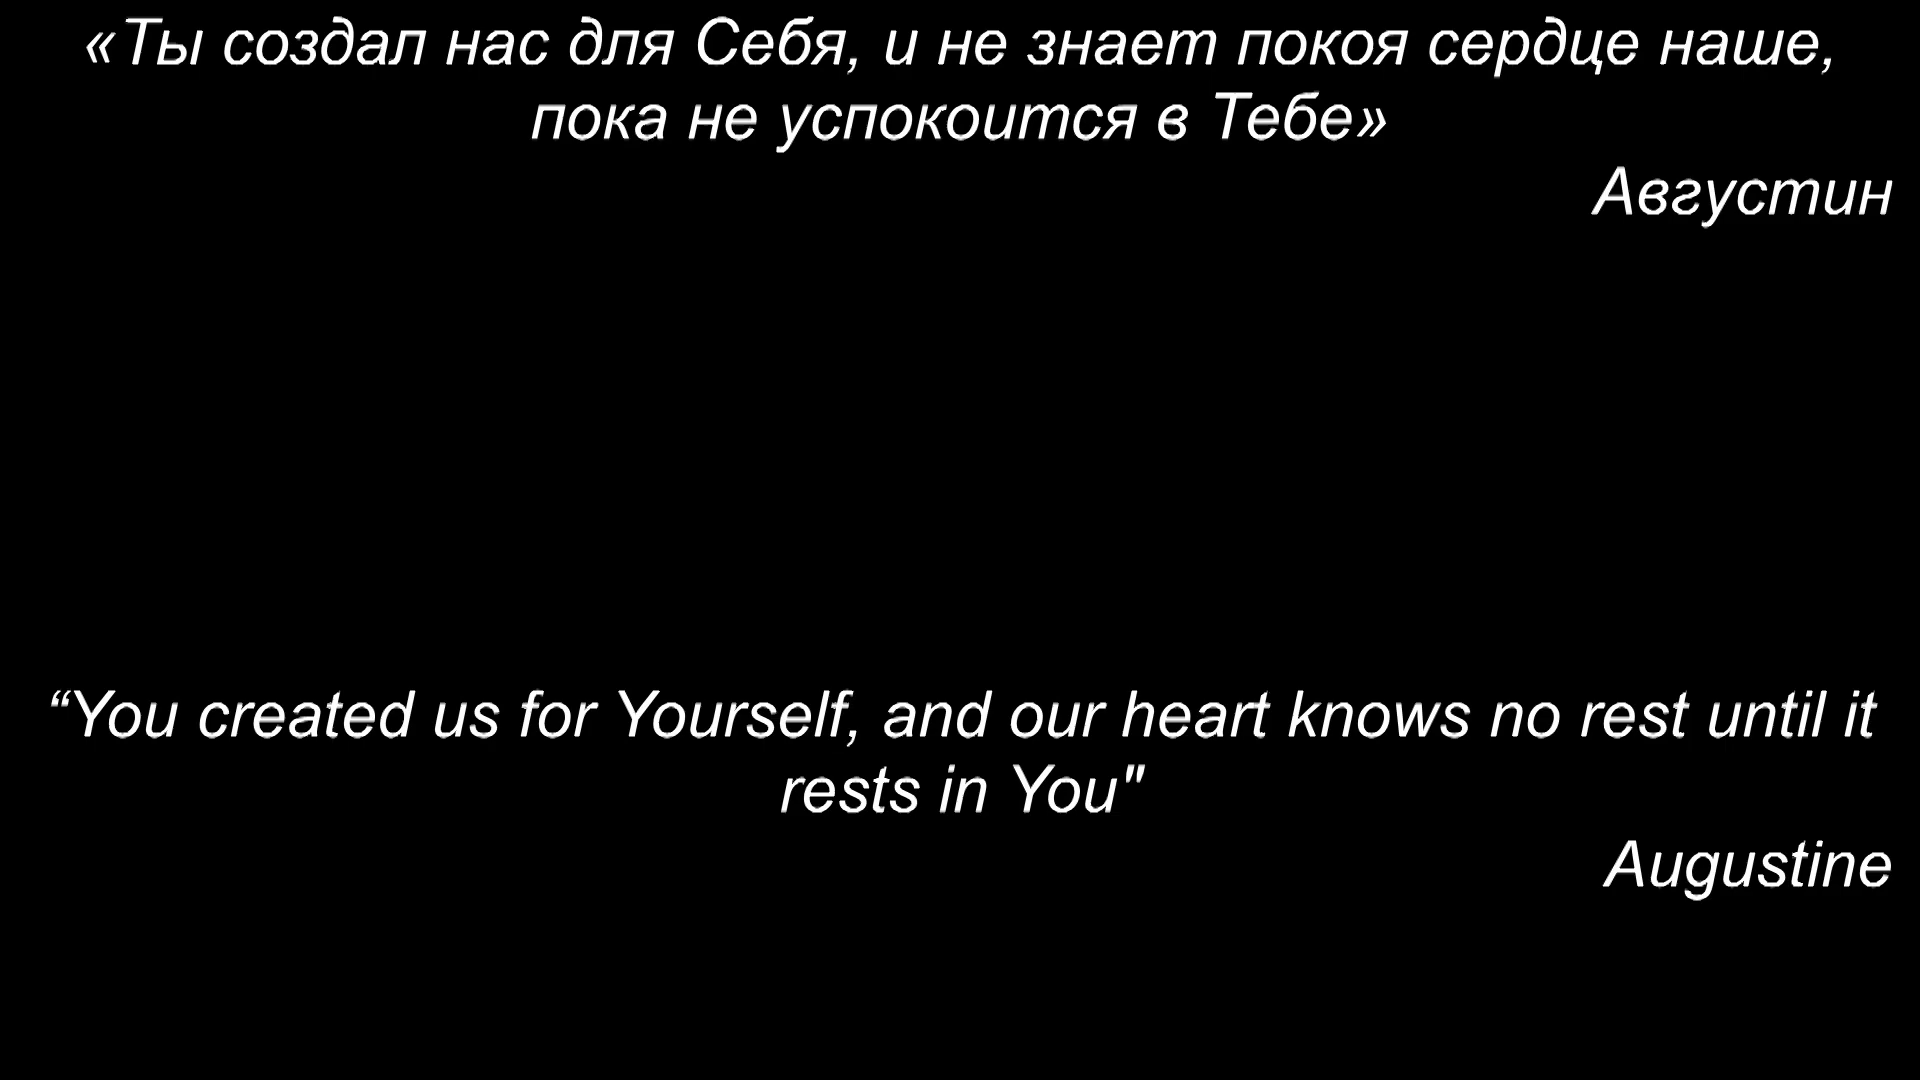 «Ты создал нас для Себя, и не знает покоя сердце наше,
пока не успокоится в Тебе»
Августин
“You created us for Yourself, and our heart knows no rest until it
rests in You"
Augustine